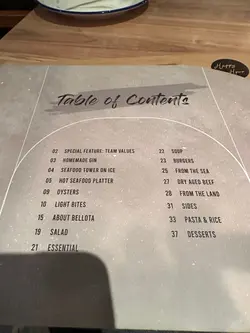 Happy
Hour
Table of Contents
02 SPECIAL FEATURE: TEAM VALUES
03 HOMEMADE GIN
04 SEAFOOD TOWER ON ICE
05 HOT SEAFOOD PLATTER
09 OYSTERS
10 LIGHT BITES
15 ABOUT BELLOTA
19 SALAD
21 ESSENTIAL
22 SOUP
23 BURGERS
25 FROM THE SEA
27 DRY AGED BEEF
28 FROM THE LAND
31 SIDES
33 PASTA & RICE
37 DESSERTS